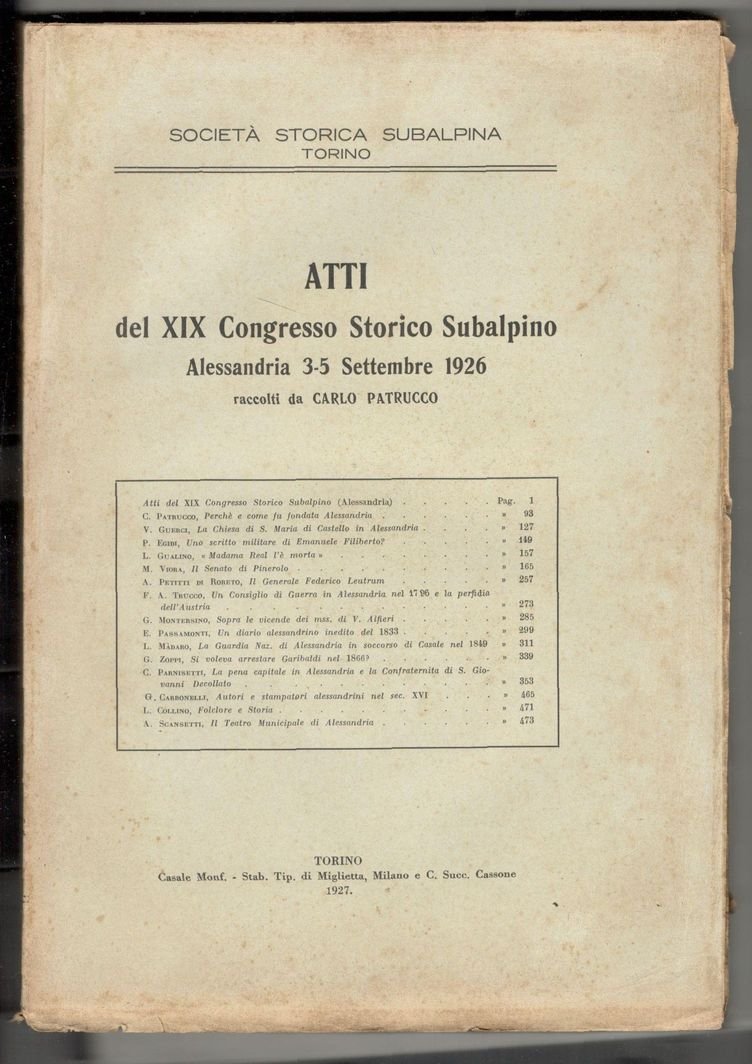 SOCIETÀ STORICA SUBALPINA
TORINO
ATTI
del XIX Congresso Storico Subalpino
Alessandria 3-5 Settembre 1926
raccolti da CARLO PATRUCCO
Atti del XIX Congresso Storico Subalpino (Alessandria) . . . . . Pag. 1
C. PATRUCCO, Perchè e come fu fondata Alessandria . . . . . » 93
V. GUERCI, La Chiesa di S. Maria di Castello in Alessandria . . . . » 127
P. EGIDI, Uno scritto militare di Emanuele Filiberto? . . . . . » 149
L. GUALINO, « Madama Real l'è morta » . . . . . » 157
M. VIORA, Il Senato di Pinerolo . . . . . . . . » 165
A. PETITTI DI RORETO, Il Generale Federico Leutrum . . . . . » 257
F. A. TRUCCO, Un Consiglio di Guerra in Alessandria nel 1796 e la perfidia
dell'Austria . . . . . . . . » 273
G. MONTERSINO, Sopra le vicende dei mss. di V. Alfieri . . . . . » 285
E. PASSAMONTI, Un diario alessandrino inedito del 1833 . . . . . » 299
L. MÀDARO, La Guardia Naz. di Alessandria in soccorso di Casale nel 1849 » 311
G. ZOPPI, Si voleva arrestare Garibaldi nel 1866? . . . . . . » 339
C. PARNISETTI, La pena capitale in Alessandria e la Confraternita di S. Gio-
vanni Decollato . . . . . . . . » 353
G. CARBONELLI, Autori e stampatori alessandrini nel sec. XVI . . . . » 465
L. COLLINO, Folclore e Storia . . . . . . . . » 471
A. SCANSETTI, Il Teatro Municipale di Alessandria . . . . . . » 473
TORINO
Casale Monf. - Stab. Tip. di Miglietta, Milano e C. Succ. Cassone
1927.